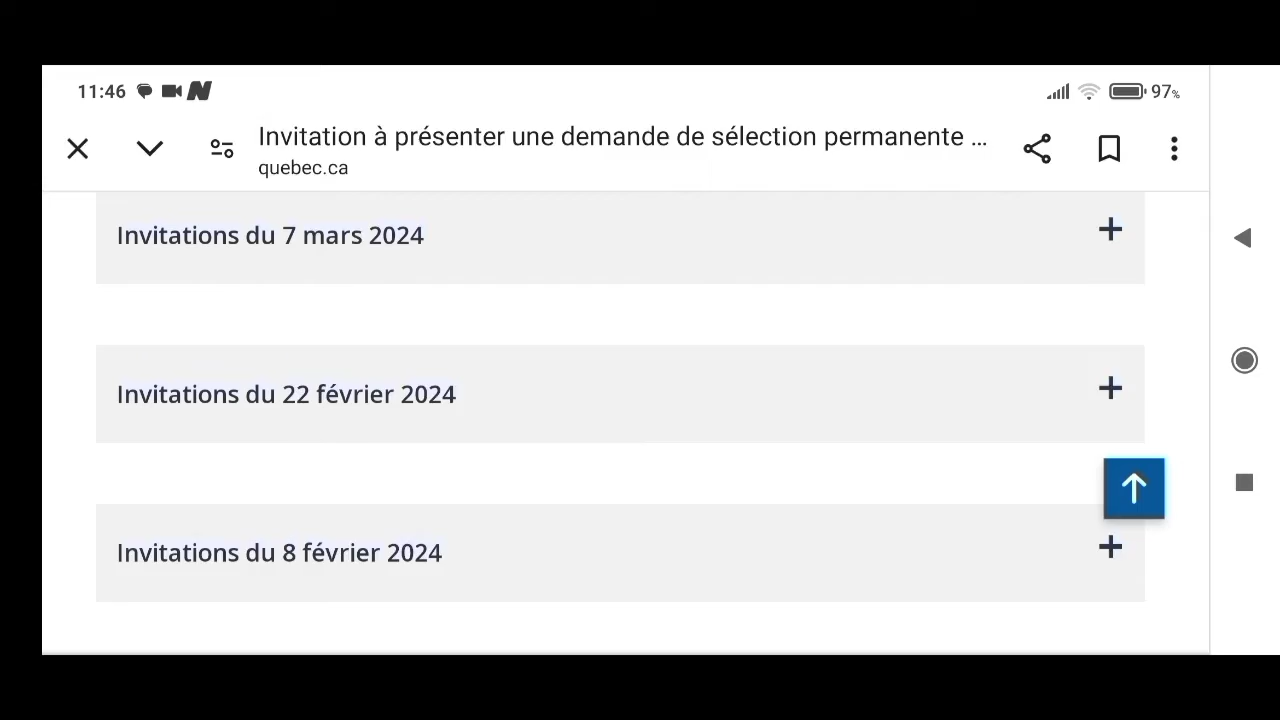 11:46
97%
Invitation à présenter une demande de sélection permanente ...
quebec.ca
Invitations du 7 mars 2024
Invitations du 22 février 2024
Invitations du 8 février 2024